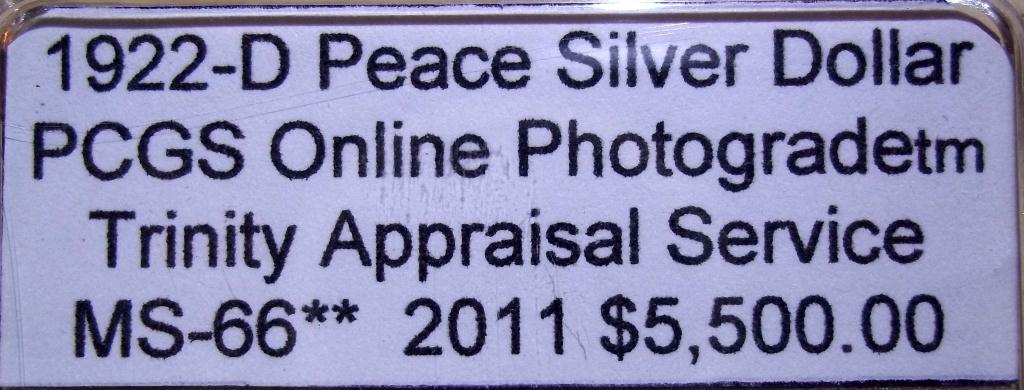 1922-D Peace Silver Dollar
PCGS Online Photogradetm
Trinity Appraisal Service
MS-66** 2011 $5,500.00